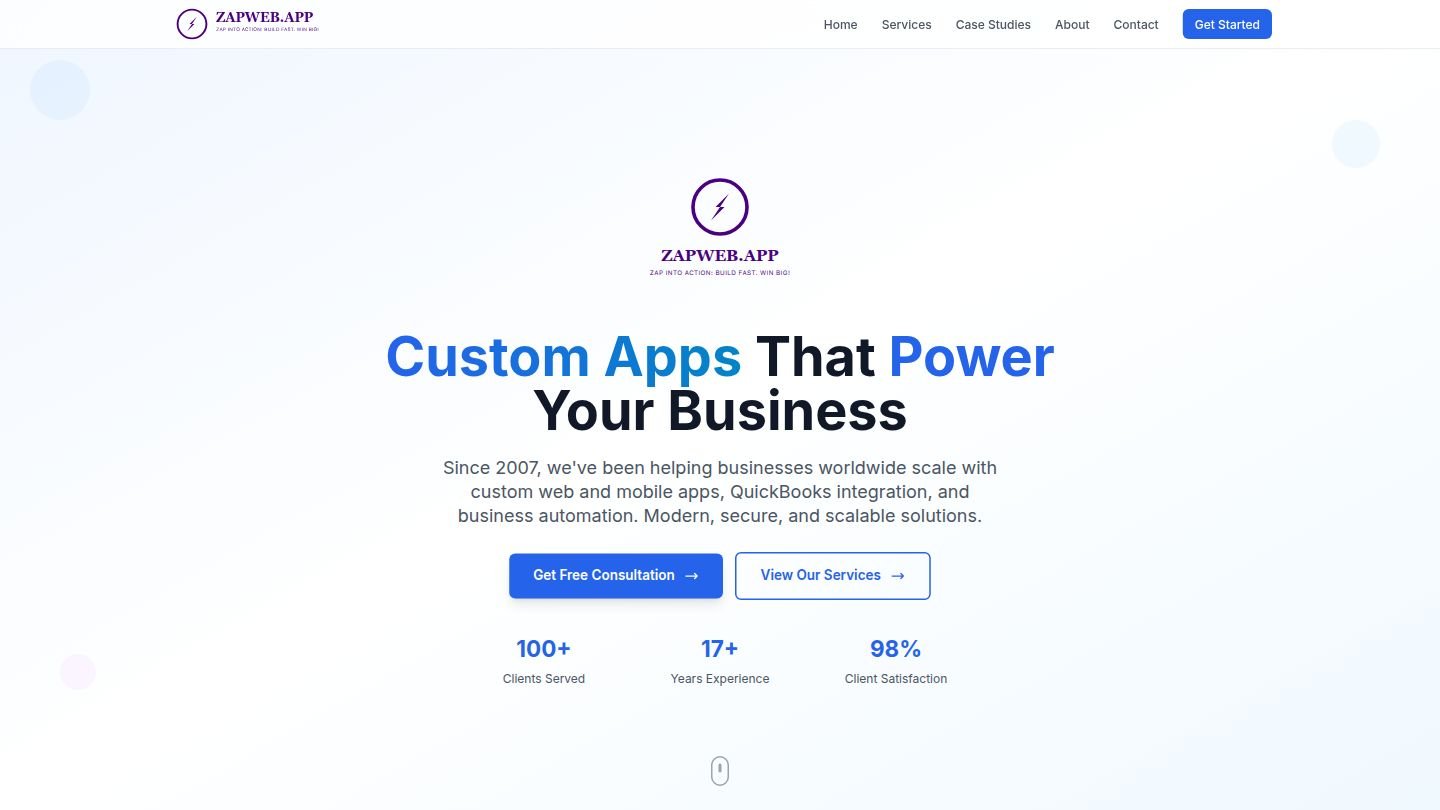 ZAPWEB.APP
ZAP INTO ACTION: BUILD FAST. WIN BIG!
Home
Services
Case Studies
About
Contact
Get Started
ZAPWEB.APP
ZAP INTO ACTION: BUILD FAST. WIN BIG!
Custom Apps That Power
Your Business
Since 2007, we've been helping businesses worldwide scale with
custom web and mobile apps, QuickBooks integration, and
business automation. Modern, secure, and scalable solutions.
Get Free Consultation →
View Our Services →
100+
Clients Served
17+
Years Experience
98%
Client Satisfaction